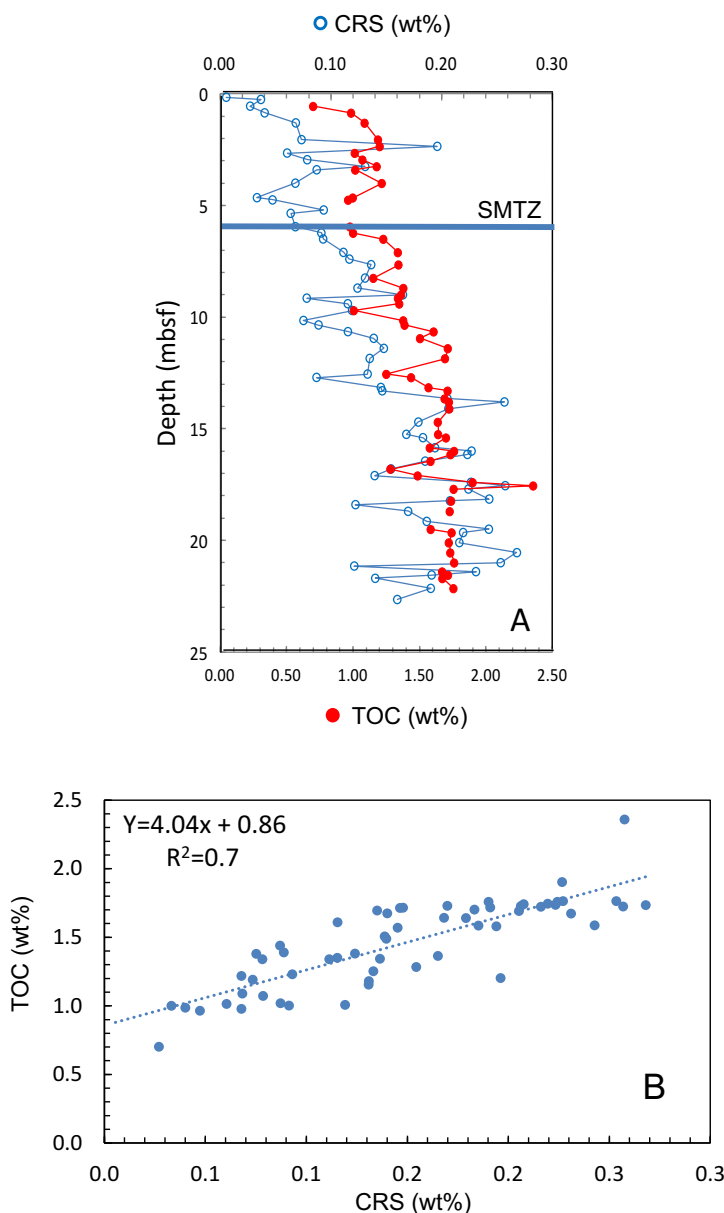 CRS (wt%)
0.00 0.10 0.20 0.30
0
5
10
15
20
25
Depth (mbsf)
SMTZ
A
0.00 0.50 1.00 1.50 2.00 2.50
TOC (wt%)
Y=4.04x + 0.86
R²=0.7
2.5
2.0
1.5
1.0
0.5
0.0
TOC (wt%)
B
0.0 0.1 0.1 0.2 0.2 0.3 0.3
CRS (wt%)